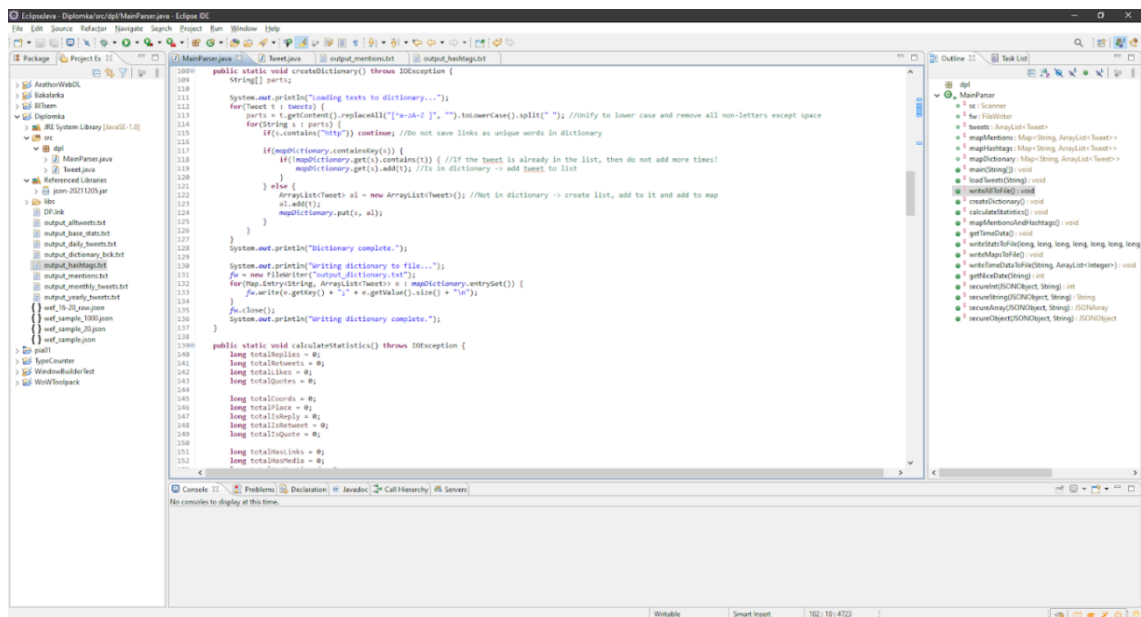 EclipseJava - Diplomka/src/dpl/MainParser.java - Eclipse IDE
File Edit Source Refactor Navigate Search Project Run Window Help
Package Project Ex
MainParser.java Tweet.java output_mentions.txt output_hashtags.txt
Outline Task List
ArathorWebDL
Bakalarka
BITsem
Diplomka
JRE System Library [JavaSE-1.8]
src
dpl
MainParser.java
Tweet.java
Referenced Libraries
json-20211205.jar
libs
DP.lnk
output_alltweets.txt
output_base_stats.txt
output_daily_tweets.txt
output_dictionary_bck.txt
output_hashtags.txt
output_mentions.txt
output_monthly_tweets.txt
output_yearly_tweets.txt
wef_16-20_raw.json
wef_sample_1000.json
wef_sample_20.json
wef_sample.json
pia01
TypeCounter
WindowBuilderTest
WoWToolpack
108 public static void createDictionary() throws IOException {
109 String[] parts;
110
111 System.out.println("Loading texts to dictionary...");
112 for(Tweet t : tweets) {
113 parts = t.getContent().replaceAll("[^a-zA-Z ]", "").toLowerCase().split(" "); //Unify to lower case and remove all non-letters except space
114 for(String s : parts) {
115 if(s.contains("http")) continue; //Do not save links as unique words in dictionary
116
117 if(mapDictionary.containsKey(s)) {
118 if(!mapDictionary.get(s).contains(t)) { //If the tweet is already in the list, then do not add more times!
119 mapDictionary.get(s).add(t); //Is in dictionary -> add tweet to list
120 }
121 } else {
122 ArrayList<Tweet> al = new ArrayList<Tweet>(); //Not in dictionary -> create list, add to it and add to map
123 al.add(t);
124 mapDictionary.put(s, al);
125 }
126 }
127 }
128 System.out.println("Dictionary complete.");
129
130 System.out.println("Writing dictionary to file...");
131 fw = new FileWriter("output_dictionary.txt");
132 for(Map.Entry<String, ArrayList<Tweet>> e : mapDictionary.entrySet()) {
133 fw.write(e.getKey() + ";" + e.getValue().size() + "\n");
134 }
135 fw.close();
136 System.out.println("Writing dictionary complete.");
137 }
138
139 public static void calculateStatistics() throws IOException {
140 long totalReplies = 0;
141 long totalRetweets = 0;
142 long totalLikes = 0;
143 long totalQuotes = 0;
144
145 long totalCoords = 0;
146 long totalPlace = 0;
147 long totalIsReply = 0;
148 long totalIsRetweet = 0;
149 long totalIsQuote = 0;
150
151 long totalHasLinks = 0;
152 long totalHasMedia = 0;
dpl
MainParser
sc : Scanner
fw : FileWriter
tweets : ArrayList<Tweet>
mapMentions : Map<String, ArrayList<Tweet>>
mapHashtags : Map<String, ArrayList<Tweet>>
mapDictionary : Map<String, ArrayList<Tweet>>
main(String[]) : void
loadTweets(String) : void
writeAllToFile() : void
createDictionary() : void
calculateStatistics() : void
mapMentionsAndHashtags() : void
getTimeData() : void
writeStatsToFile(long, long, long, long, long, long, long
writeMapsToFile() : void
writeTimeDataToFile(String, ArrayList<Integer>) : void
getNiceDate(String) : int
secureInt(JSONObject, String) : int
secureString(JSONObject, String) : String
secureArray(JSONObject, String) : JSONArray
secureObject(JSONObject, String) : JSONObject
Console Problems Declaration Javadoc Call Hierarchy Servers
No consoles to display at this time.
Writable Smart Insert 102 : 10 : 4723